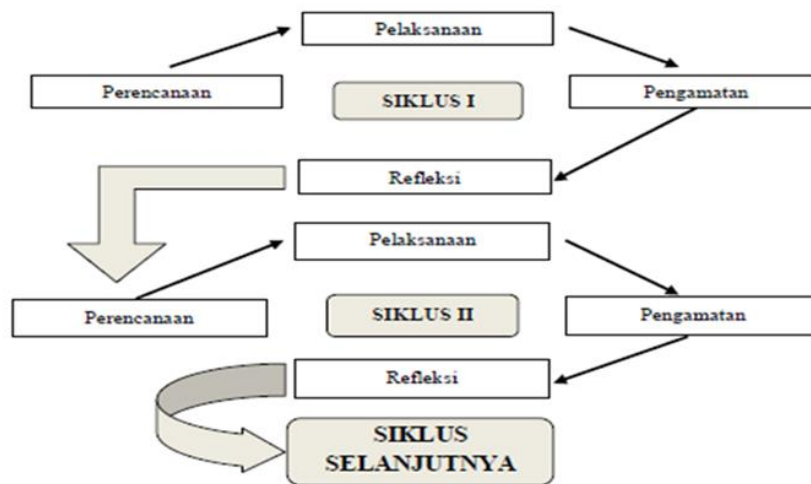 Pelaksanaan
Perencanaan
SIKLUS I
Pengamatan
Refleksi
Pelaksanaan
Perencanaan
SIKLUS II
Pengamatan
Refleksi
SIKLUS
SELANJUTNYA